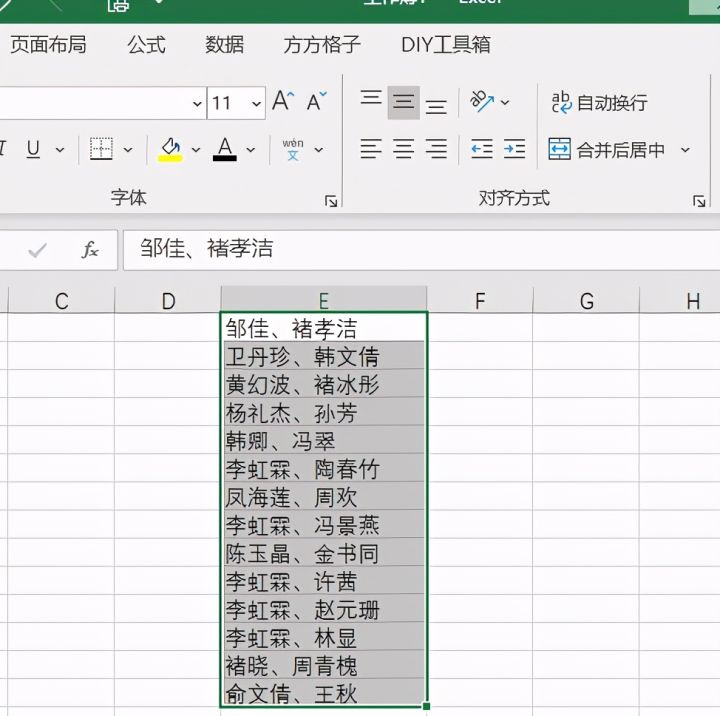 页面布局 公式 数据 方方格子 DIY工具箱
11 A A ab 自动换行
U A wén 文 合并后居中
字体 对齐方式
fx 邹佳、褚孝洁
C D E F G H
邹佳、褚孝洁
卫丹珍、韩文倩
黄幻波、褚冰彤
杨礼杰、孙芳
韩卿、冯翠
李虹霖、陶春竹
凤海莲、周欢
李虹霖、冯景燕
陈玉晶、金书同
李虹霖、许茜
李虹霖、赵元珊
李虹霖、林显
褚晓、周青槐
俞文倩、王秋